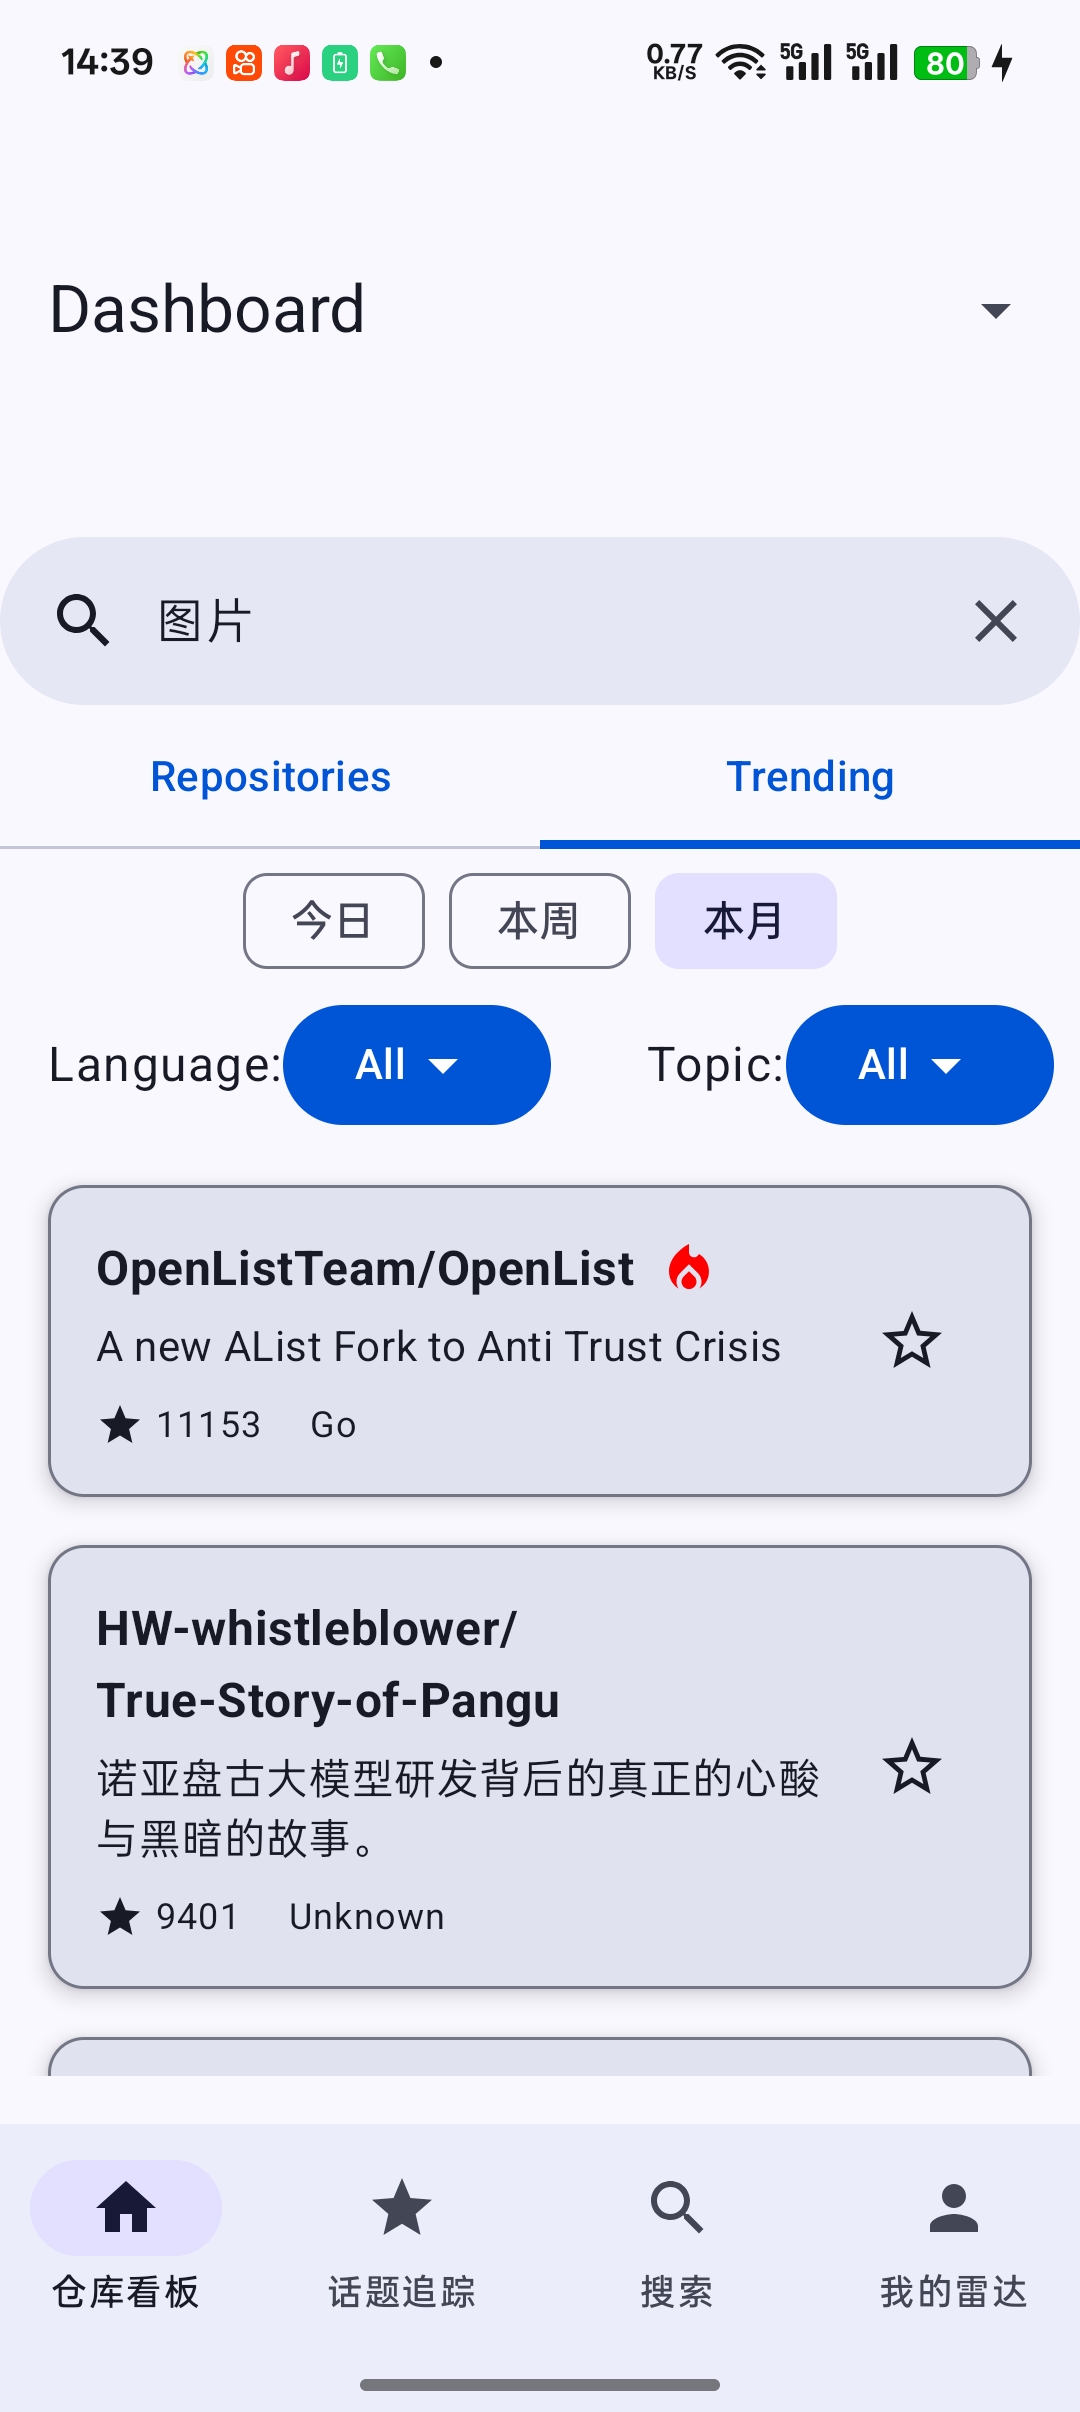 14:39
0.77
KB/S
5G
5G
80
Dashboard
图片
Repositories
Trending
今日
本周
本月
Language:
All
Topic:
All
OpenListTeam/OpenList
A new AList Fork to Anti Trust Crisis
11153
Go
HW-whistleblower/
True-Story-of-Pangu
诺亚盘古大模型研发背后的真正的心酸
与黑暗的故事。
9401
Unknown
仓库看板
话题追踪
搜索
我的雷达